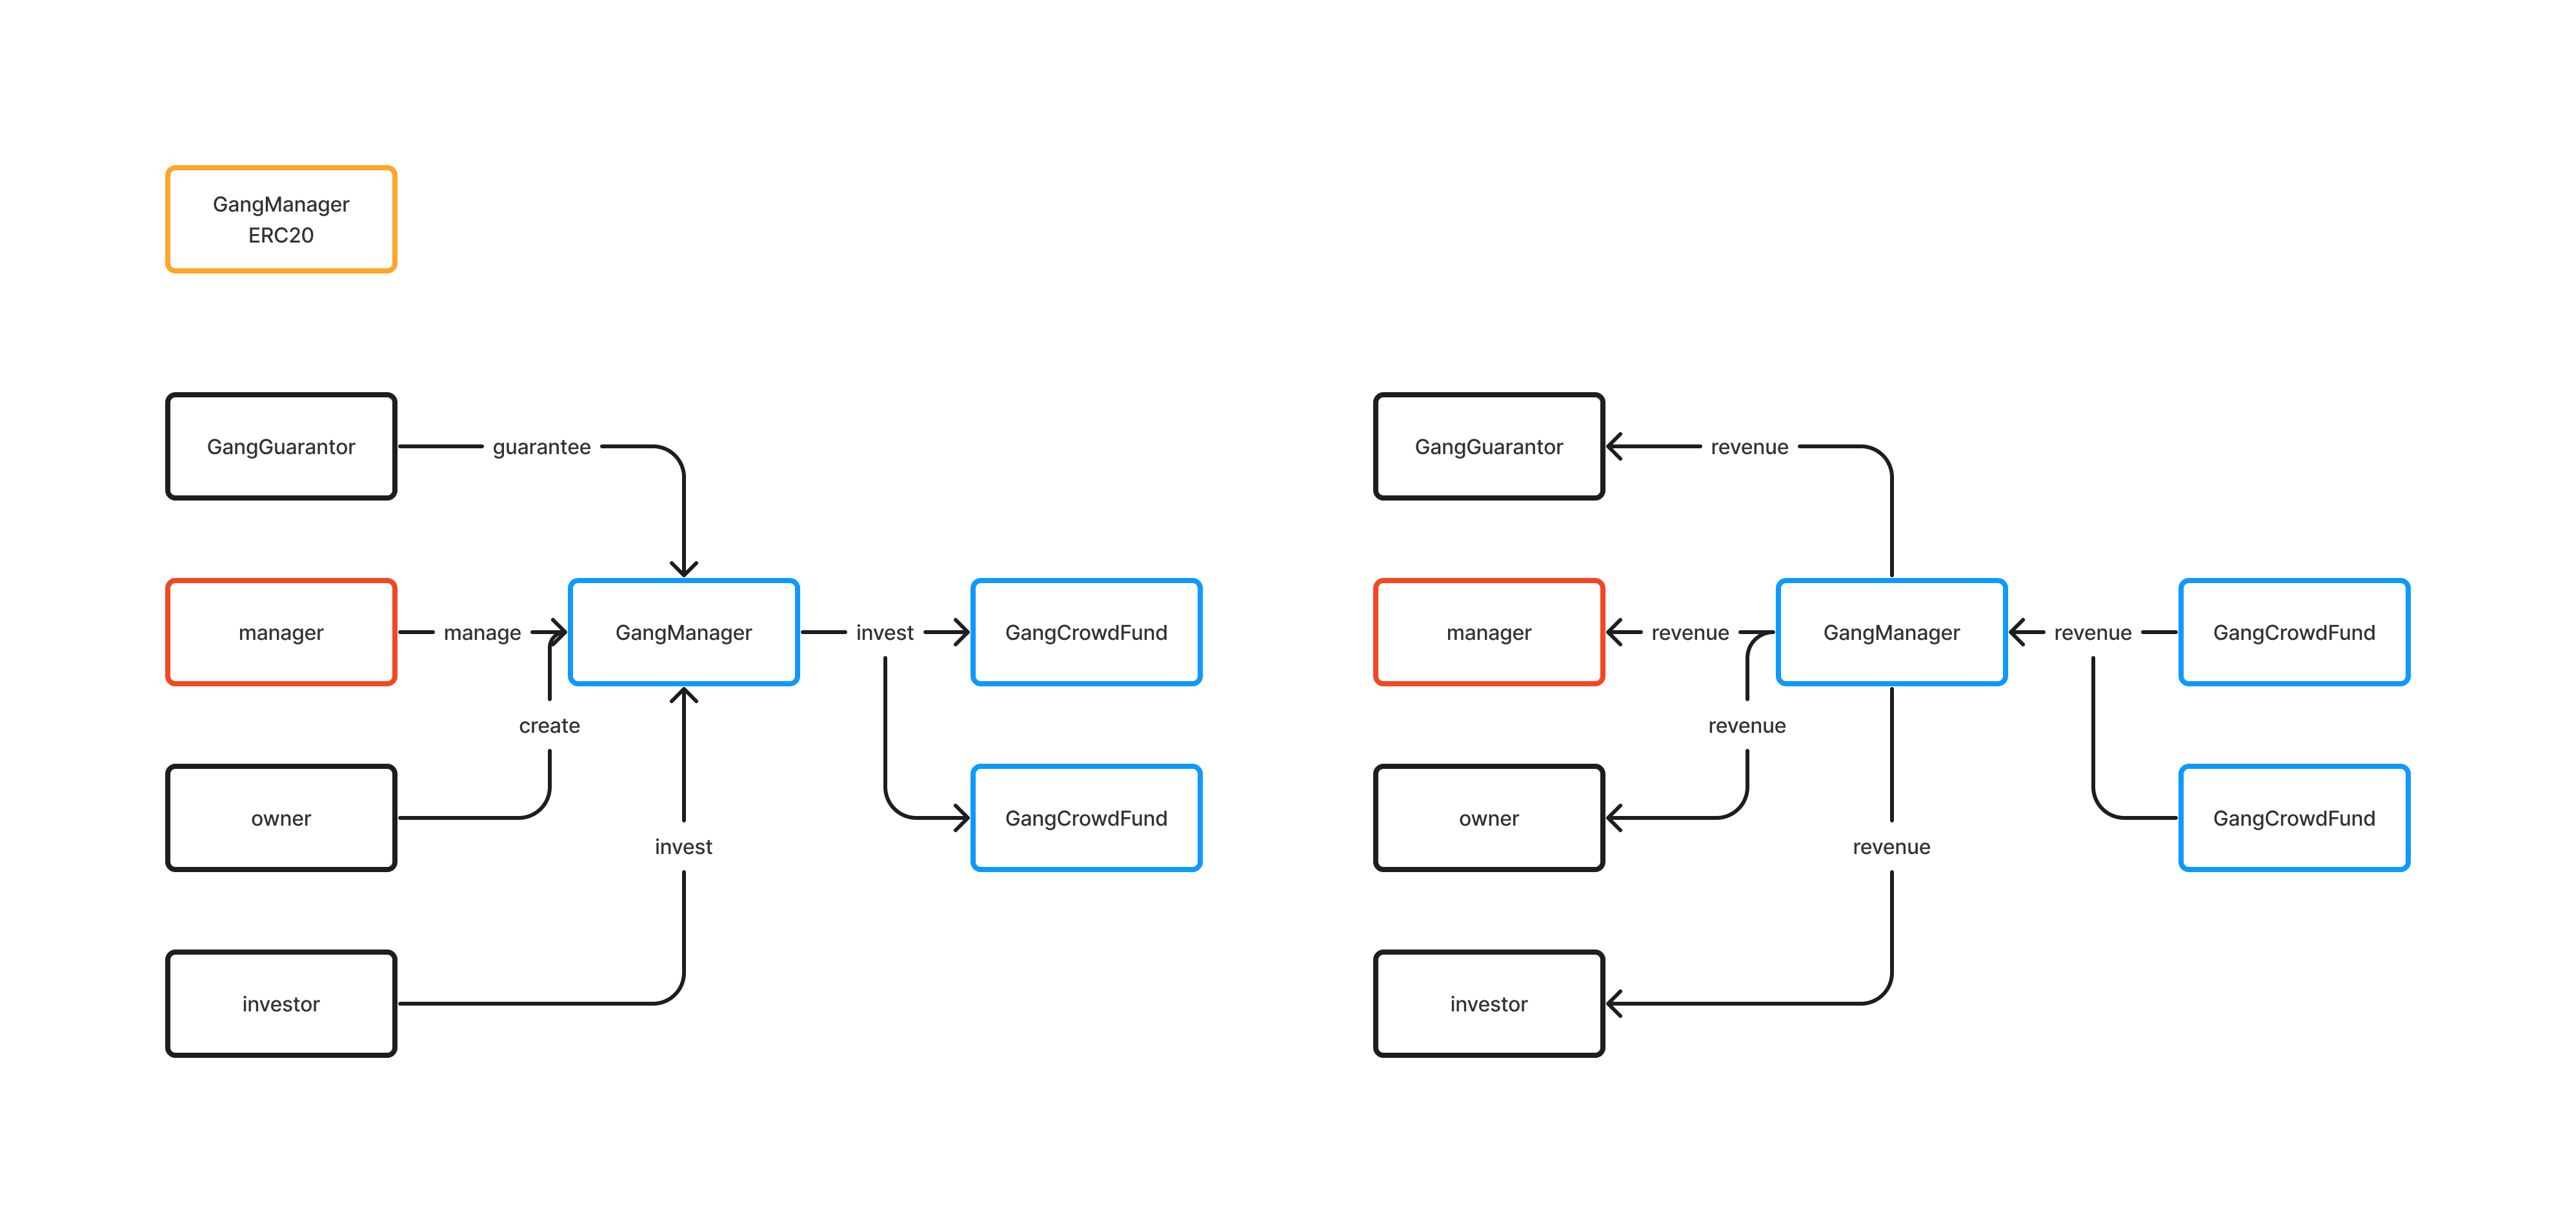 GangManager
ERC20
GangGuarantor
guarantee
manager
manage
GangManager
invest
GangCrowdFund
create
owner
GangCrowdFund
invest
investor
GangGuarantor
revenue
manager
revenue
GangManager
revenue
GangCrowdFund
revenue
owner
GangCrowdFund
revenue
investor